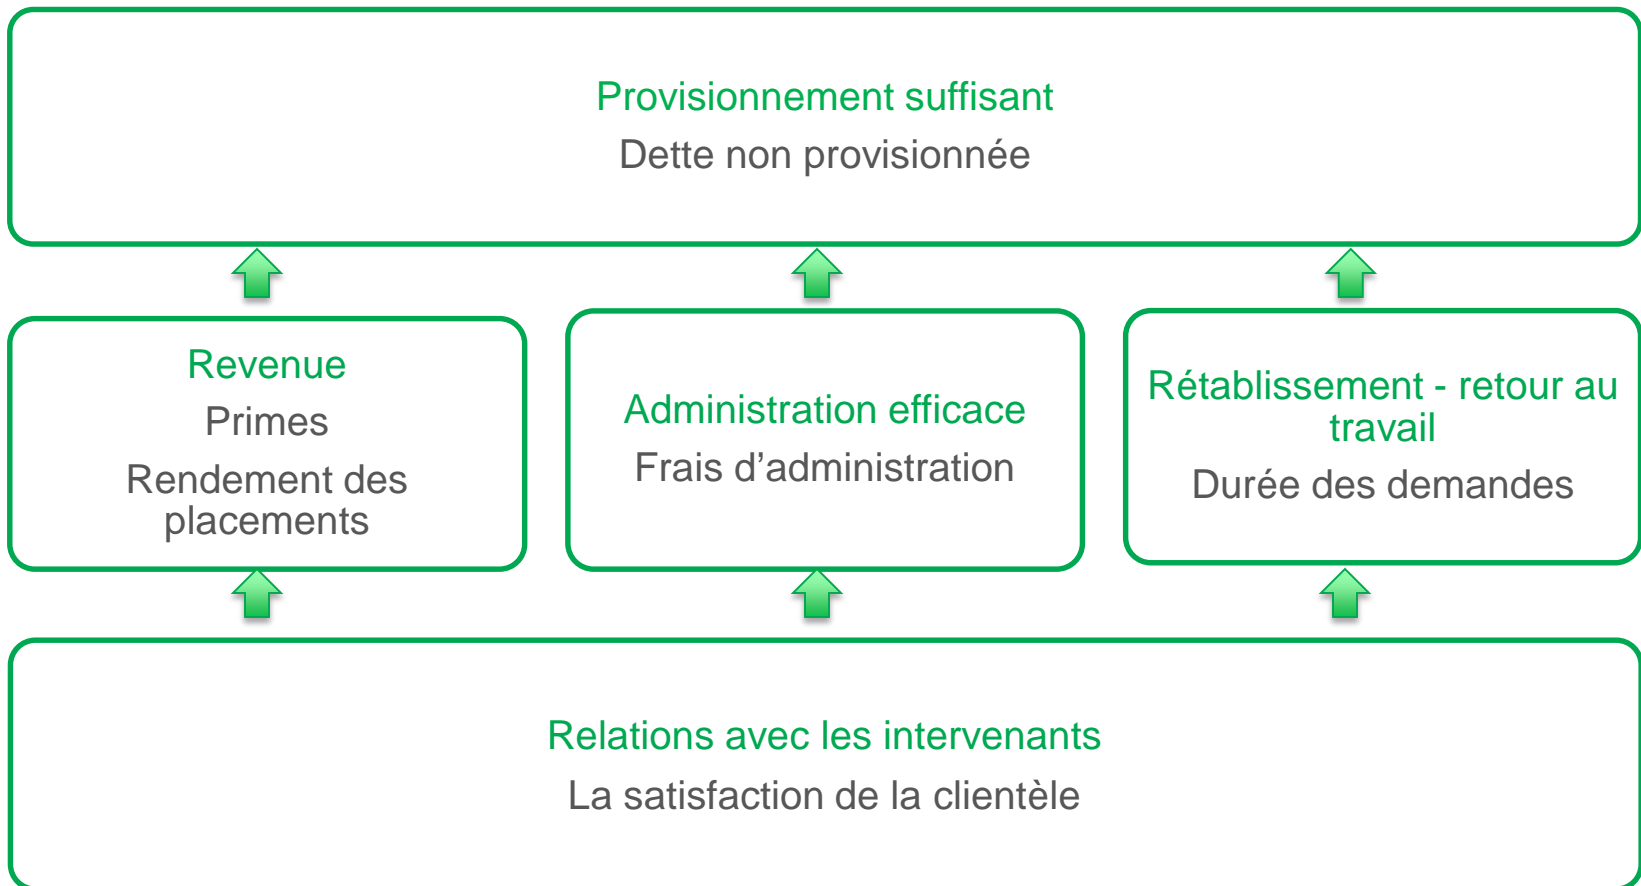 Provisionnement suffisant
Dette non provisionnée
Revenue
Primes
Rendement des
placements
Administration efficace
Frais d’administration
Rétablissement - retour au
travail
Durée des demandes
Relations avec les intervenants
La satisfaction de la clientèle